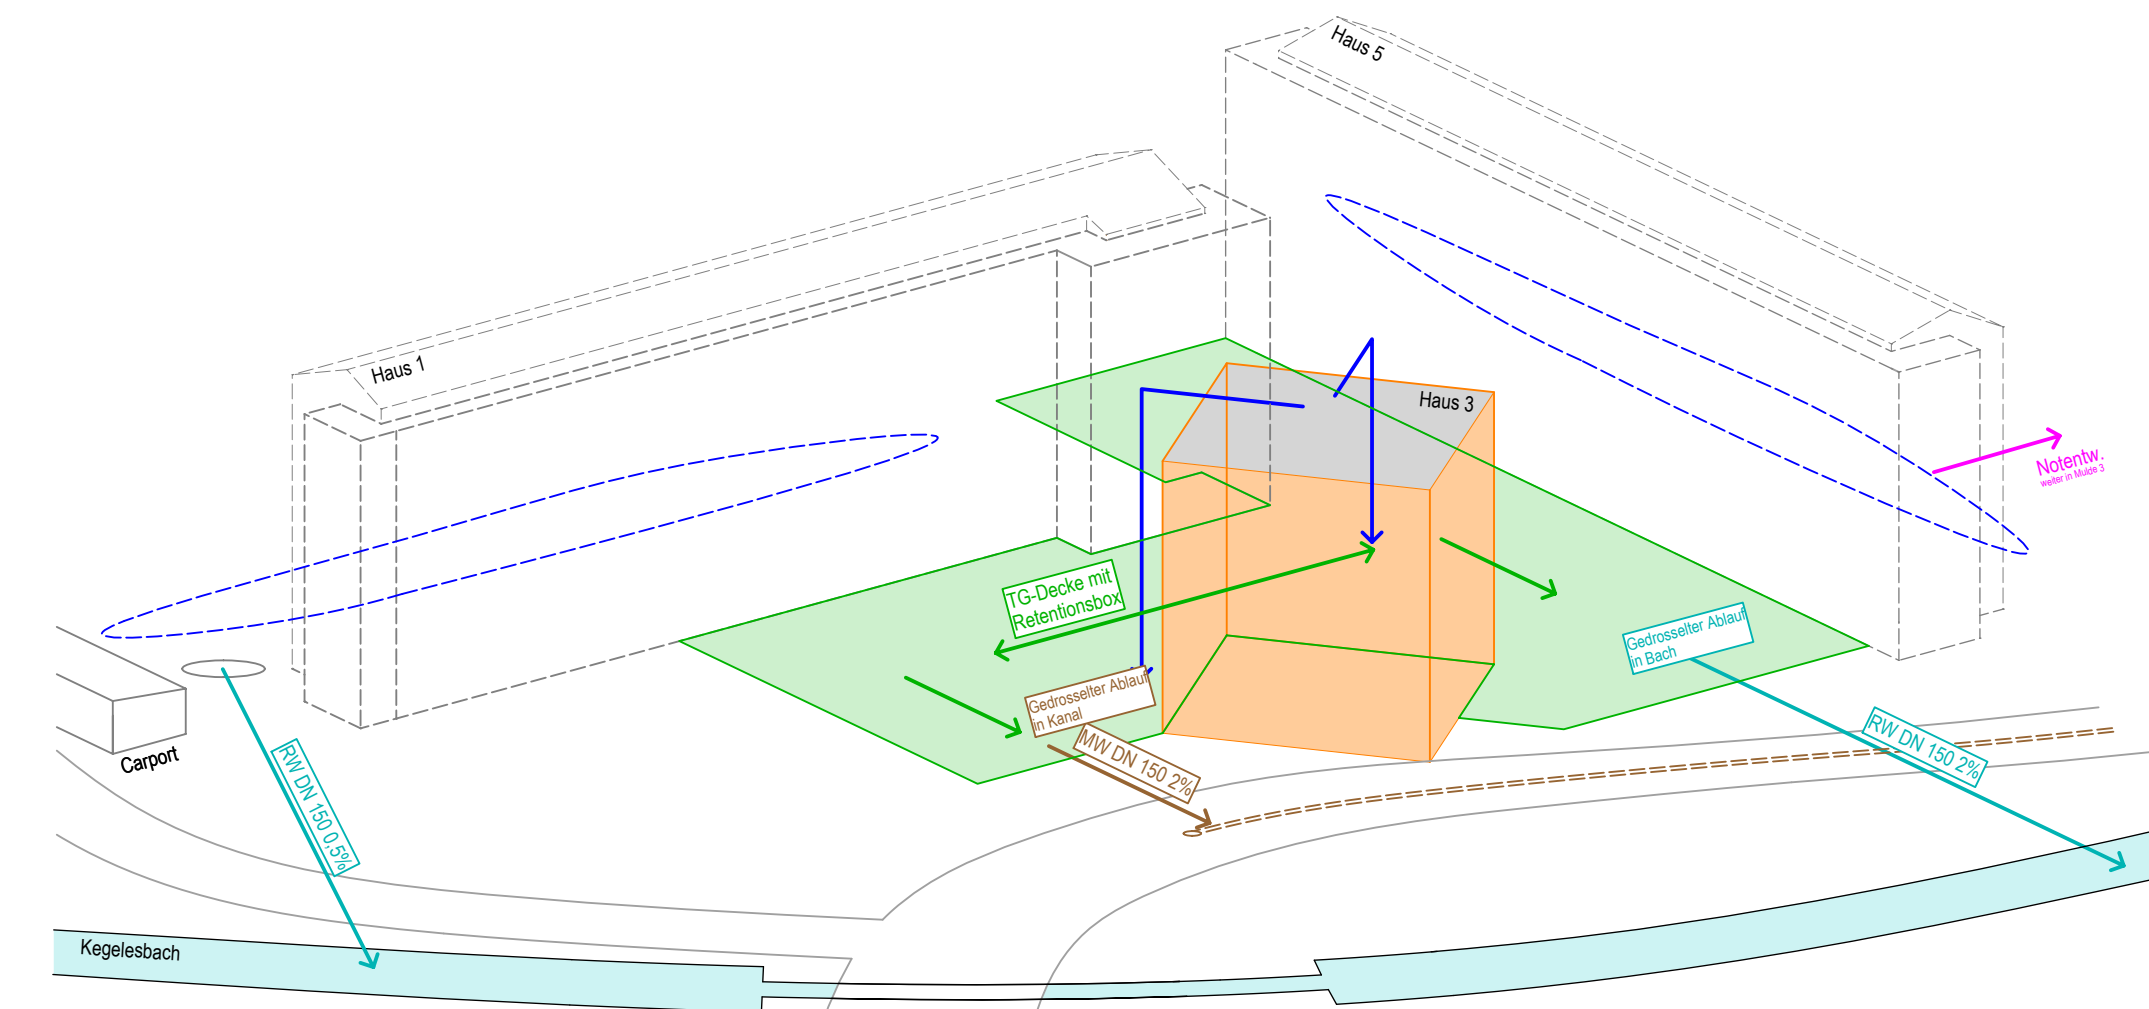 Haus 5
Haus 1
Haus 3
Notentw.
weiter in Mulde 3
TG-Decke mit
Retentionsbox
Gedrosselter Ablauf
in Bach
Gedrosselter Ablauf
in Kanal
MW DN 150 2%
RW DN 150 2%
Carport
RW DN 150 0,5%
Kegelesbach